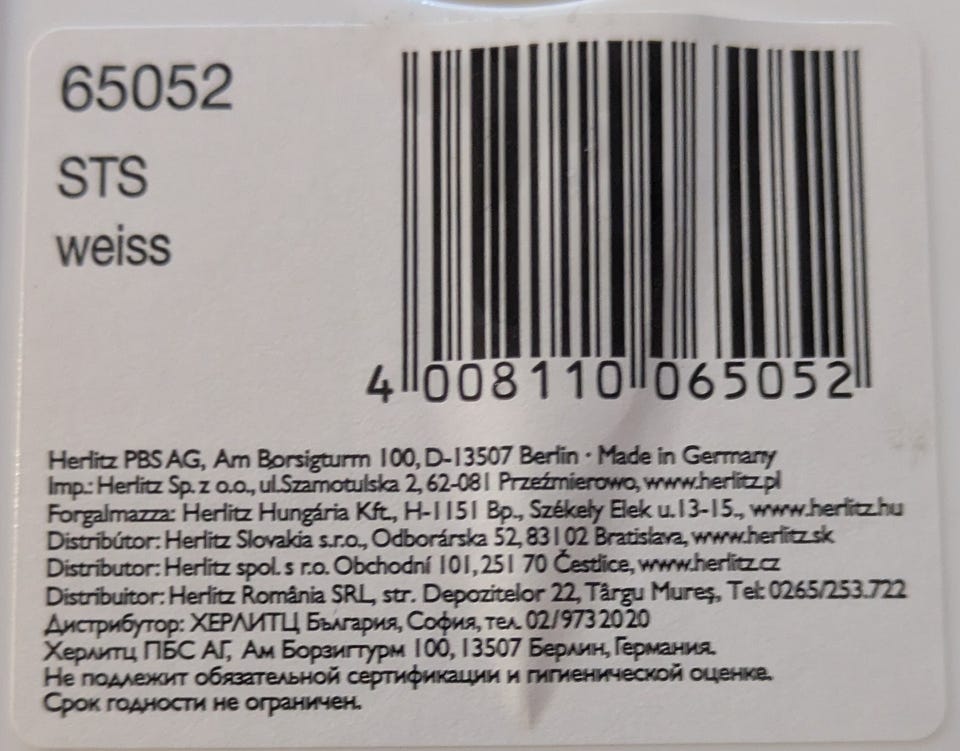 65052
STS
weiss
4 008110 065052
Herlitz PBS AG, Am Borsigturm 100, D-13507 Berlin · Made in Germany
Imp.: Herlitz Sp. z o.o., ul.Szamotulska 2, 62-081 Przeźmierowo, www.herlitz.pl
Forgalmazza: Herlitz Hungária Kft., H-1151 Bp., Székely Elek u.13-15., www.herlitz.hu
Distribútor: Herlitz Slovakia s.r.o., Odborárska 52, 83102 Bratislava, www.herlitz.sk
Distributor: Herlitz spol. s r.o. Obchodní 101, 251 70 Čestlice, www.herlitz.cz
Distribuitor: Herlitz România SRL, str. Depozitelor 22, Târgu Mureş, Tel: 0265/253.722
Дистрибутор: ХЕРЛИТЦ България, София, тел. 02/973 2020
Херлитц ПБС АГ, Ам Борзигтурм 100, 13507 Берлин, Германия.
Не подлежит обязательной сертификации и гигиенической оценке.
Срок годности не ограничен.